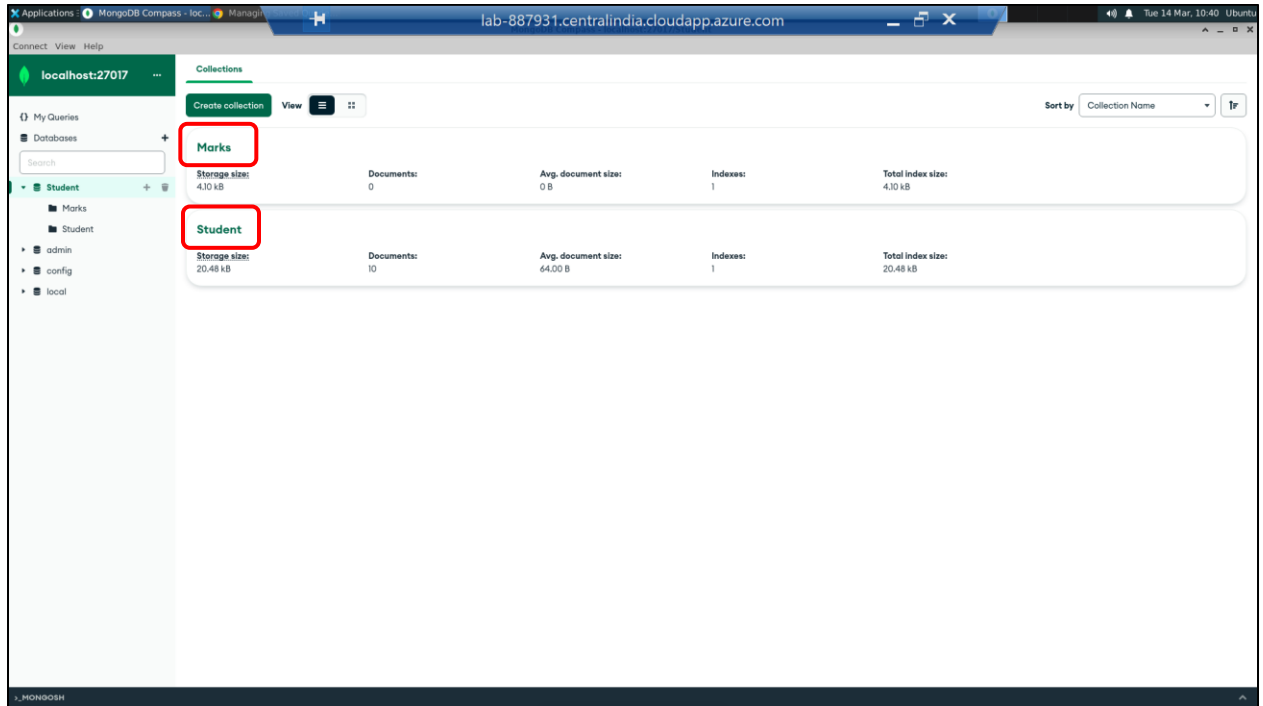 Applications MongoDB Compass - loc... Managin lab-887931.centralindia.cloudapp.azure.com Tue 14 Mar, 10:40 Ubuntu
Connect View Help
localhost:27017 ...
Collections
Create collection View Sort by Collection Name
{} My Queries
Databases +
Search
Student +
Marks
Student
admin
config
local
Marks
Storage size: Documents: Avg. document size: Indexes: Total index size:
4.10 kB 0 0 B 1 4.10 kB
Student
Storage size: Documents: Avg. document size: Indexes: Total index size:
20.48 kB 10 64.00 B 1 20.48 kB
>_MONGOSH